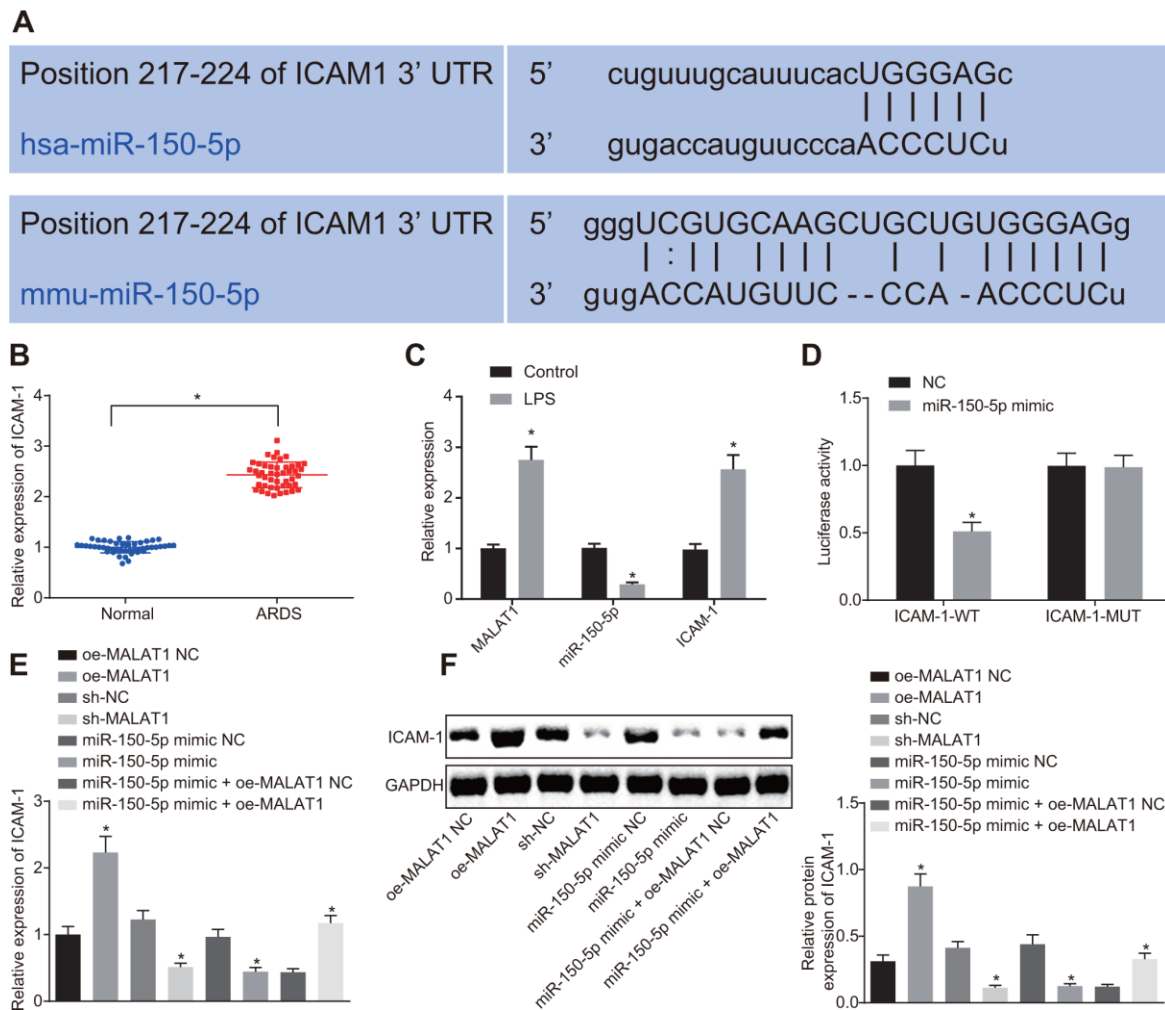 A
Position 217-224 of ICAM1 3’ UTR 5’ cuguuugcauuucacUGGGAGc
hsa-miR-150-5p 3’ gugaccauguucccaACCCUCu
Position 217-224 of ICAM1 3’ UTR 5’ gggUCGUGCAAGCUGCUGUGGGAGg
mmu-miR-150-5p 3’ gugACCAUGUUC--CCA-ACCCUCu
B
Relative expression of ICAM-1
4
3
2
1
0
*
Normal ARDS
C
Control
LPS
Relative expression
4
3
2
1
0
* * *
MALAT1 miR-150-5p ICAM-1
D
NC
miR-150-5p mimic
Luciferase activity
1.5
1.0
0.5
0.0
*
ICAM-1-WT ICAM-1-MUT
E
oe-MALAT1 NC
oe-MALAT1
sh-NC
sh-MALAT1
miR-150-5p mimic NC
miR-150-5p mimic
miR-150-5p mimic + oe-MALAT1 NC
miR-150-5p mimic + oe-MALAT1
Relative expression of ICAM-1
3
2
1
0
* * * *
F
ICAM-1
GAPDH
oe-MALAT1 NC
oe-MALAT1
sh-NC
sh-MALAT1
miR-150-5p mimic NC
miR-150-5p mimic
miR-150-5p mimic + oe-MALAT1 NC
miR-150-5p mimic + oe-MALAT1
oe-MALAT1 NC
oe-MALAT1
sh-NC
sh-MALAT1
miR-150-5p mimic NC
miR-150-5p mimic
miR-150-5p mimic + oe-MALAT1 NC
miR-150-5p mimic + oe-MALAT1
Relative protein
expression of ICAM-1
1.5
1.0
0.5
0.0
* * * *